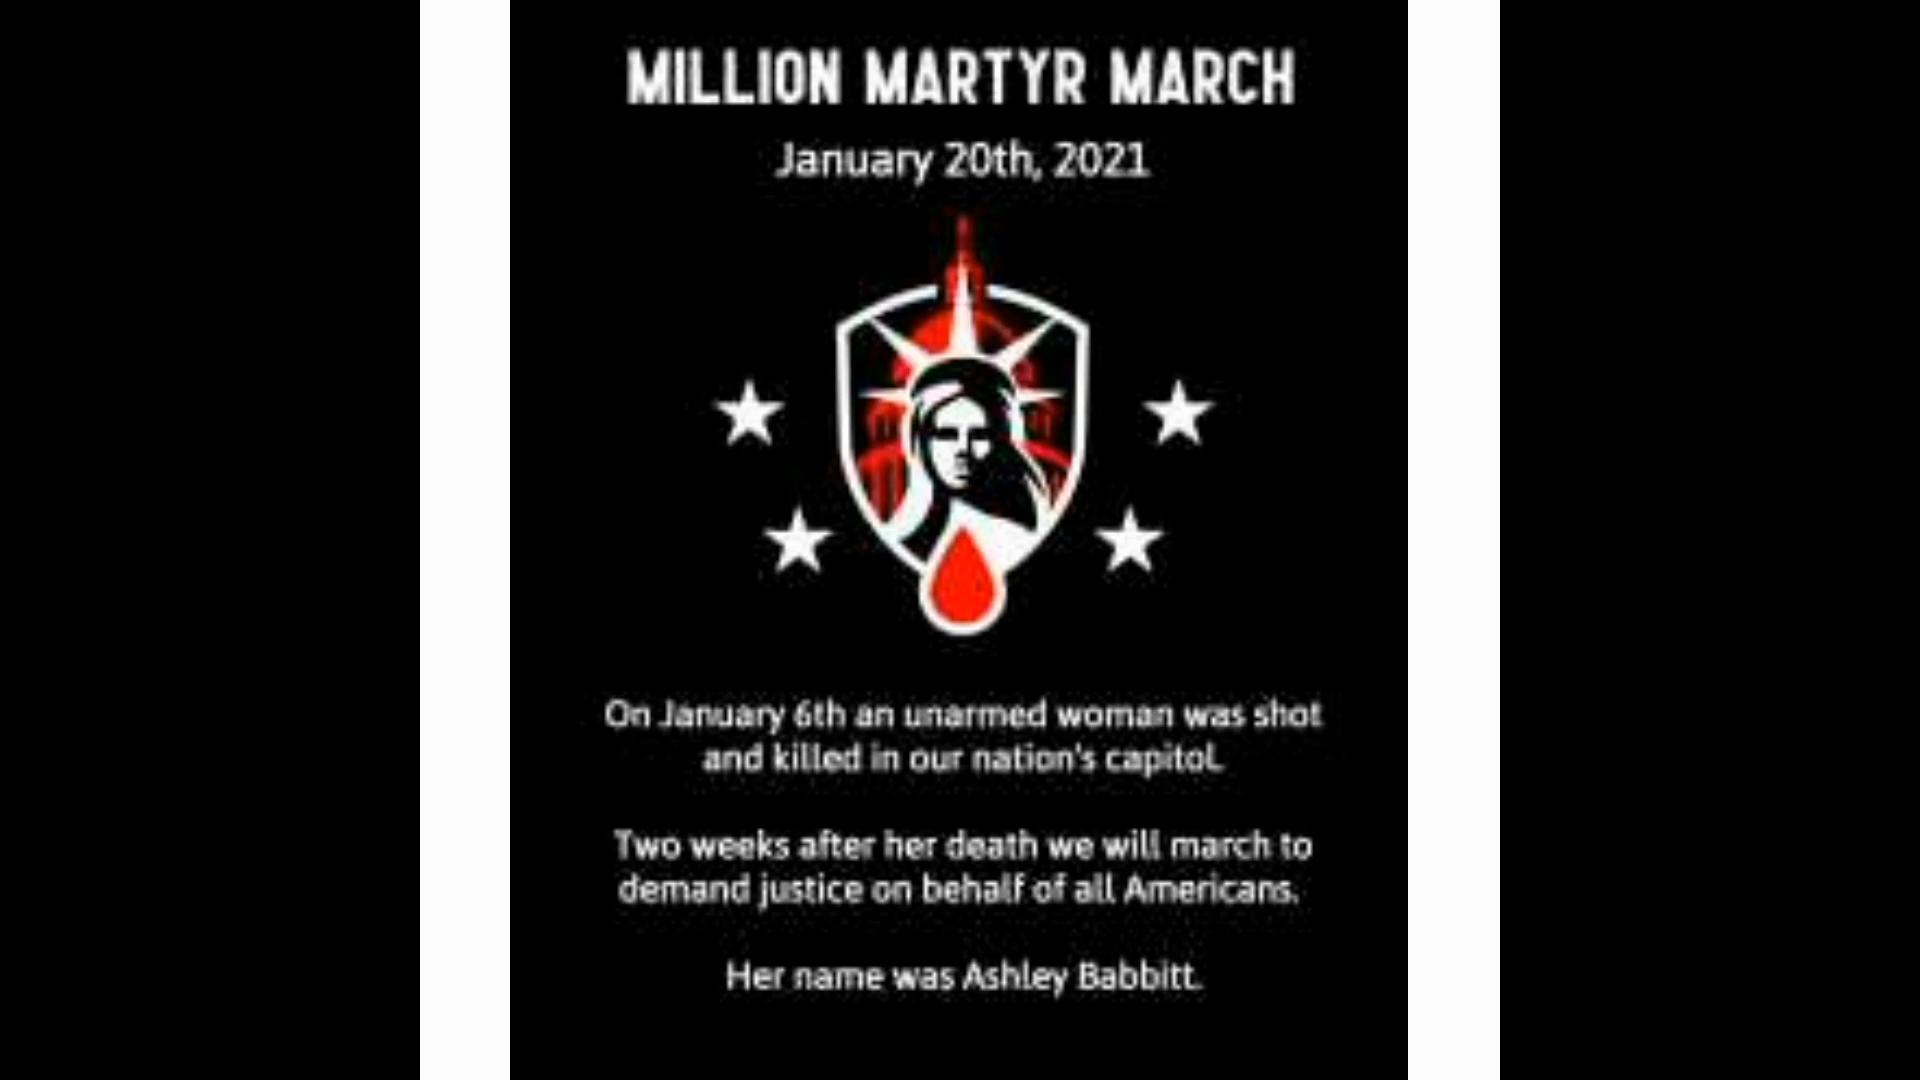 MILLION MARTYR MARCH
January 20th, 2021
On January 6th an unarmed woman was shot
and killed in our nation's capitol.
Two weeks after her death we will march to
demand justice on behalf of all Americans.
Her name was Ashley Babbitt.